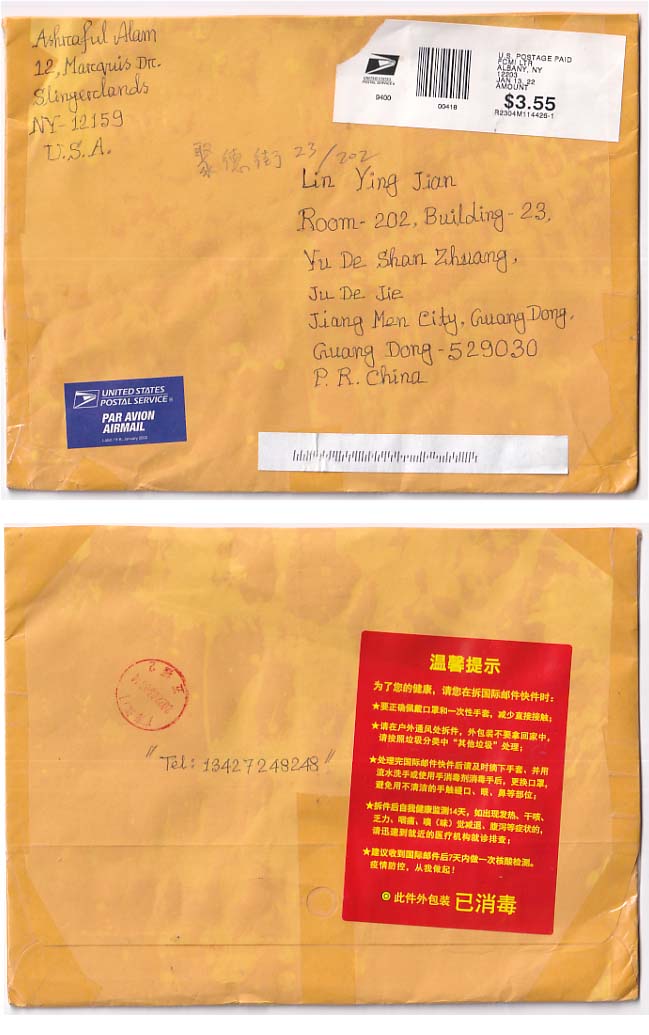 Ashraful Alam
12, Marquis Dr.
Slingerlands
NY-12159
U.S.A.
UNITED STATES
POSTAL SERVICE
9400
00418
U.S. POSTAGE PAID
FCMI LTR
ALBANY, NY
12203
JAN 13, 22
AMOUNT
$3.55
R2304M114426-1
聚德街 23/202
Lin Ying Jian
Room-202, Building-23,
Yu De Shan Zhuang,
Ju De Jie
Jiang Men City, Guang Dong,
Guang Dong-529030
P. R. China
UNITED STATES
POSTAL SERVICE®
PAR AVION
AIRMAIL
"Tel: 13427248248"
温馨提示
为了您的健康，请您在拆国际邮件快件时：
★要正确佩戴口罩和一次性手套，减少直接接触；
★请在户外通风处拆件，外包装不要拿回家中，
请按照垃圾分类中“其他垃圾”处理；
★处理完国际邮件快件后请及时摘下手套、并用
流水洗手或使用手消毒剂消毒手后，更换口罩，
避免用不清洁的手触碰口、眼、鼻等部位；
★拆件后自我健康监测14天，如出现发热、干咳、
乏力、咽痛、嗅（味）觉减退、腹泻等症状的，
请迅速到就近的医疗机构就诊排查；
★建议收到国际邮件后7天内做一次核酸检测。
疫情防控，从我做起！
此件外包装 已消毒